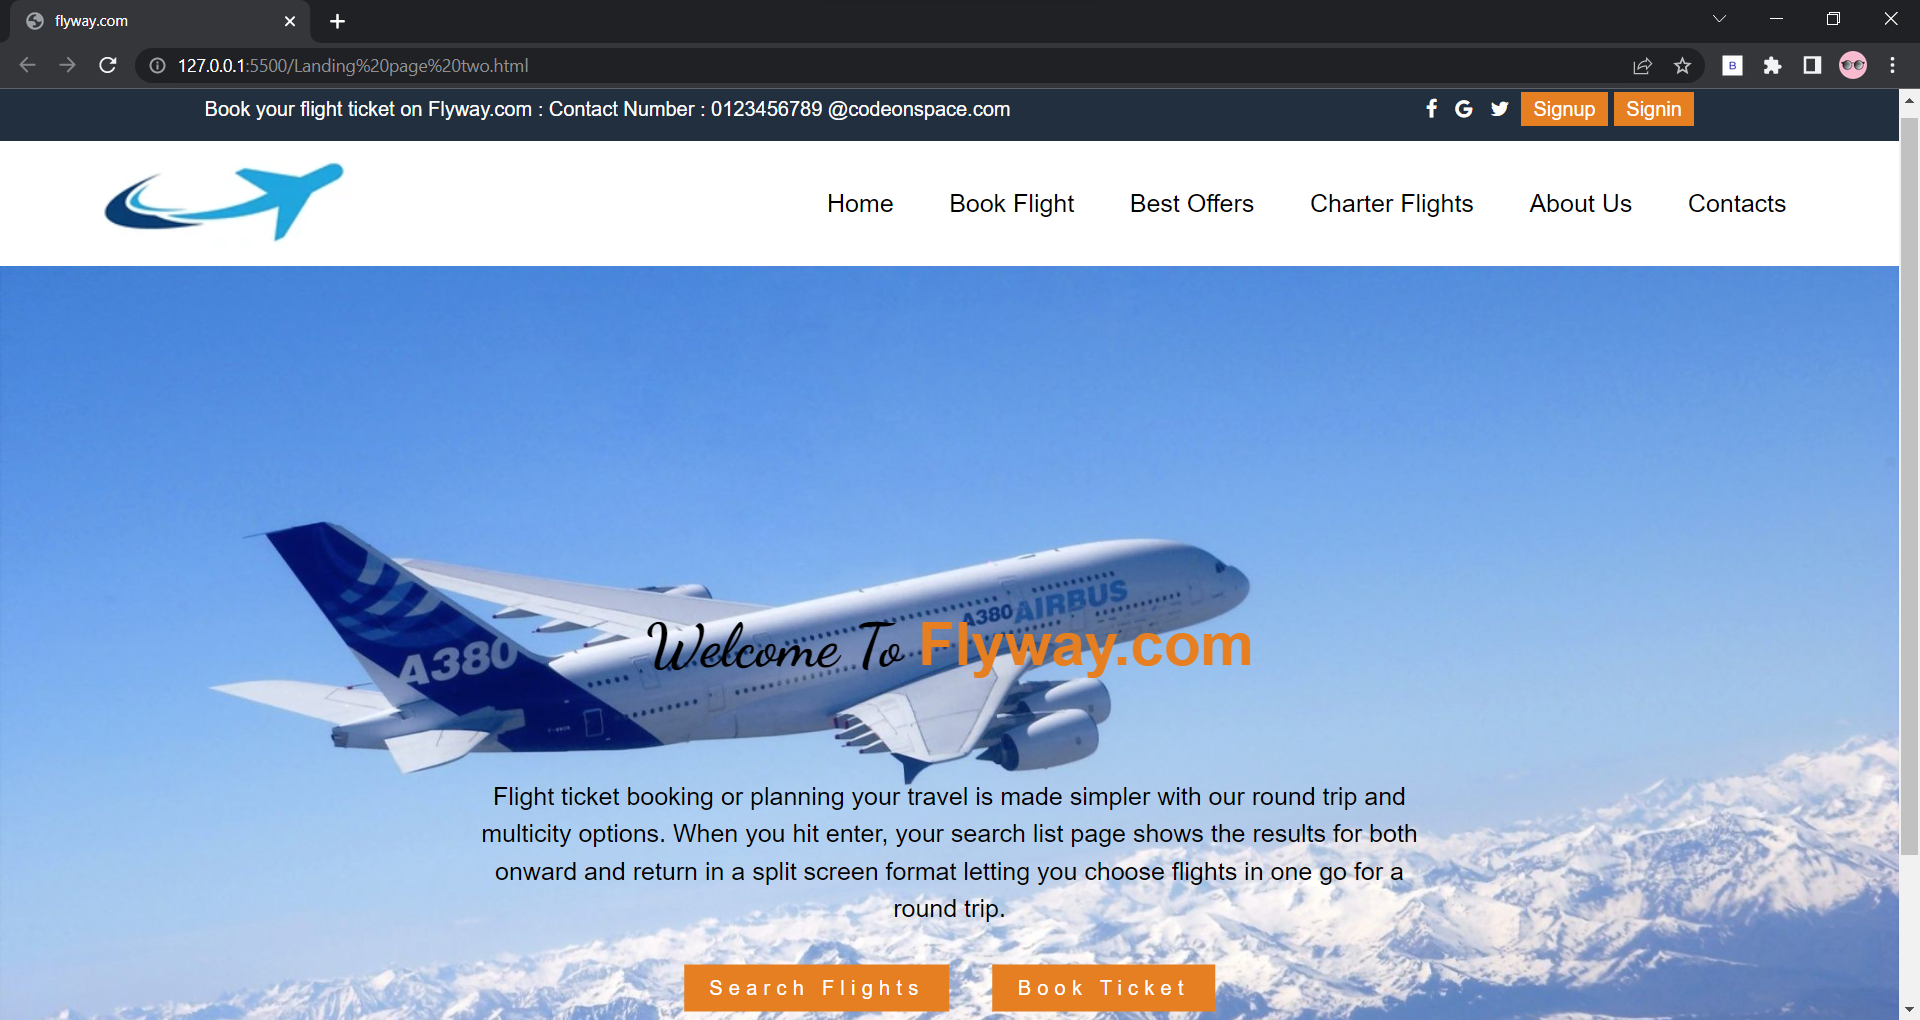 flyway.com
127.0.0.1:5500/Landing%20page%20two.html
B
Book your flight ticket on Flyway.com : Contact Number : 0123456789 @codeonspace.com
Signup Signin
Home Book Flight Best Offers Charter Flights About Us Contacts
A380 AIRBUS
A380
Welcome To Flyway.com
Flight ticket booking or planning your travel is made simpler with our round trip and
multicity options. When you hit enter, your search list page shows the results for both
onward and return in a split screen format letting you choose flights in one go for a
round trip.
Search Flights Book Ticket